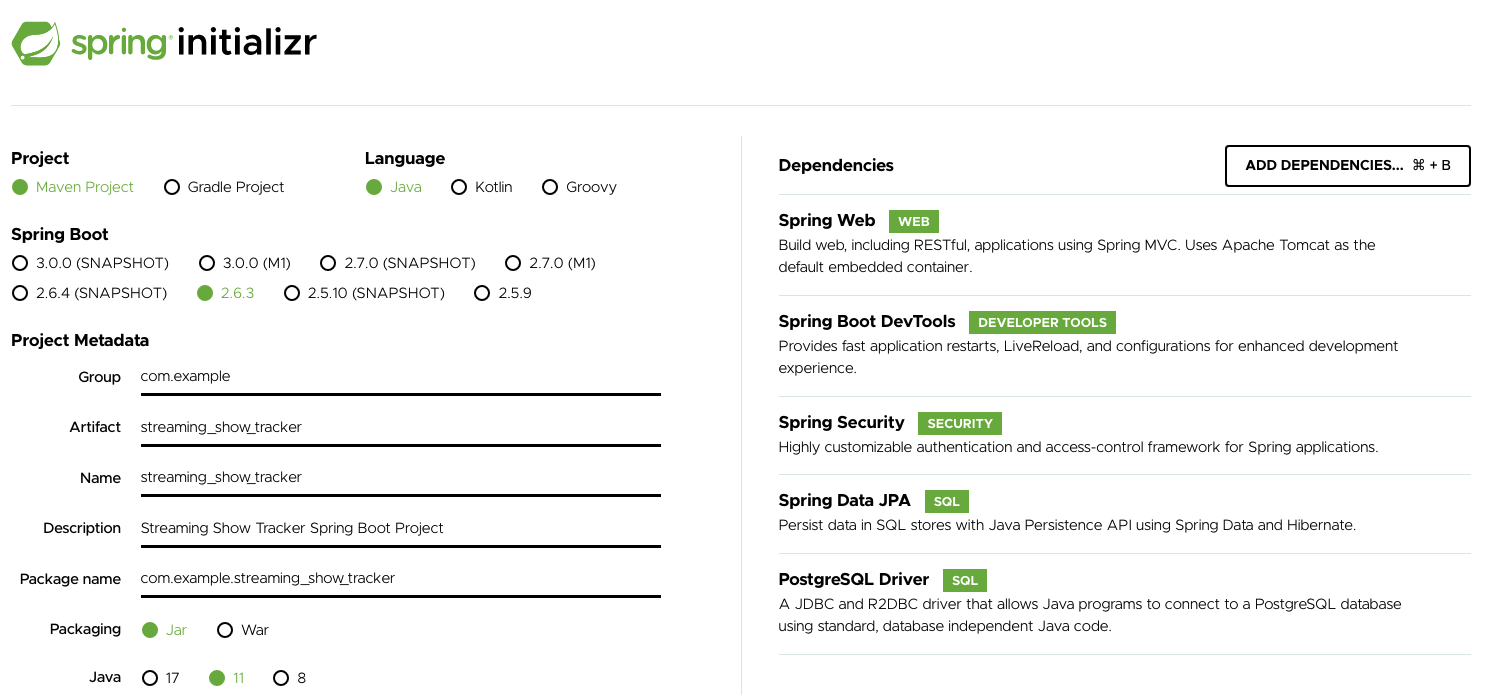 spring initializr
Project
Maven Project Gradle Project
Language
Java Kotlin Groovy
Spring Boot
3.0.0 (SNAPSHOT) 3.0.0 (M1) 2.7.0 (SNAPSHOT) 2.7.0 (M1)
2.6.4 (SNAPSHOT) 2.6.3 2.5.10 (SNAPSHOT) 2.5.9
Project Metadata
Group com.example
Artifact streaming_show_tracker
Name streaming_show_tracker
Description Streaming Show Tracker Spring Boot Project
Package name com.example.streaming_show_tracker
Packaging Jar War
Java 17 11 8
Dependencies
ADD DEPENDENCIES... ⌘ + B
Spring Web WEB
Build web, including RESTful, applications using Spring MVC. Uses Apache Tomcat as the
default embedded container.
Spring Boot DevTools DEVELOPER TOOLS
Provides fast application restarts, LiveReload, and configurations for enhanced development
experience.
Spring Security SECURITY
Highly customizable authentication and access-control framework for Spring applications.
Spring Data JPA SQL
Persist data in SQL stores with Java Persistence API using Spring Data and Hibernate.
PostgreSQL Driver SQL
A JDBC and R2DBC driver that allows Java programs to connect to a PostgreSQL database
using standard, database independent Java code.